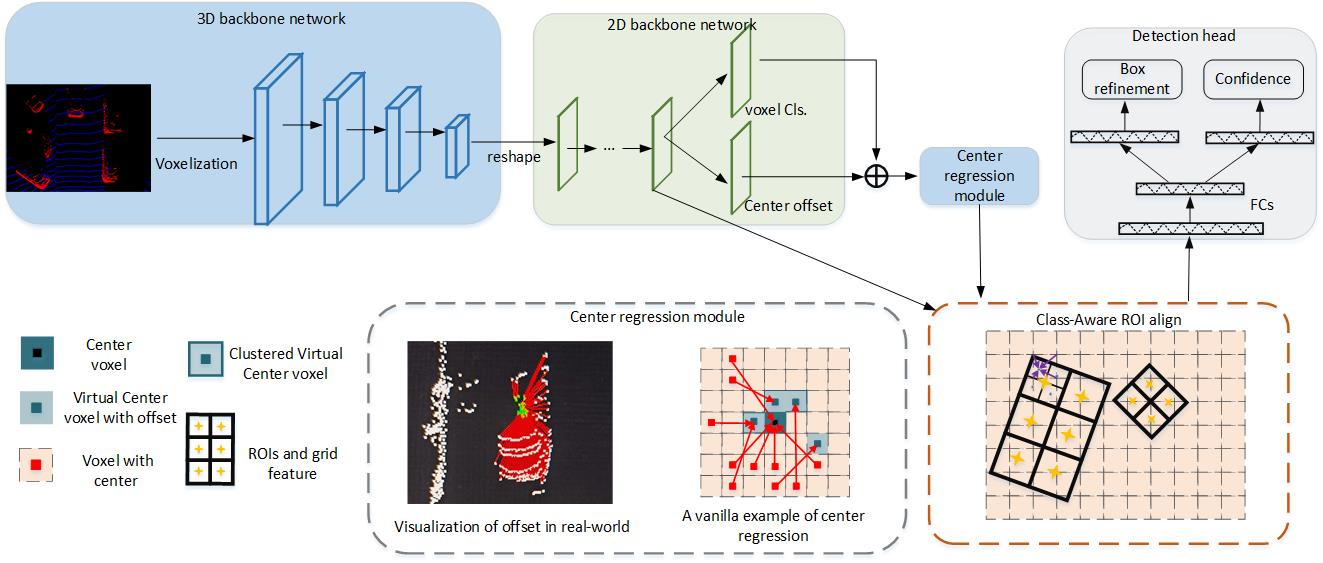 3D backbone network
Voxelization
reshape
2D backbone network
...
voxel Cls.
Center offset
Center
regression
module
Detection head
Box
refinement
Confidence
FCs
Center regression module
Visualization of offset in real-world
A vanilla example of center
regression
Class-Aware ROI align
Center
voxel
Clustered Virtual
Center voxel
Virtual Center
voxel with offset
ROIs and grid
feature
Voxel with
center